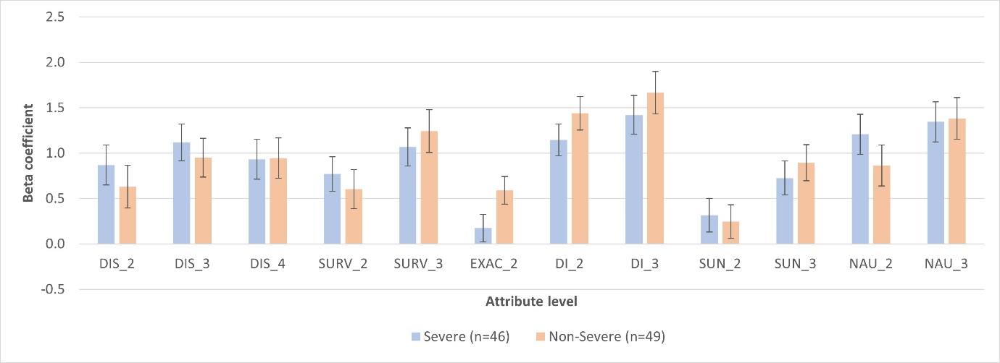 2.5
2.0
1.5
1.0
0.5
0.0
-0.5
Beta coefficient
DIS_2 DIS_3 DIS_4 SURV_2 SURV_3 EXAC_2 DI_2 DI_3 SUN_2 SUN_3 NAU_2 NAU_3
Attribute level
Severe (n=46) Non-Severe (n=49)